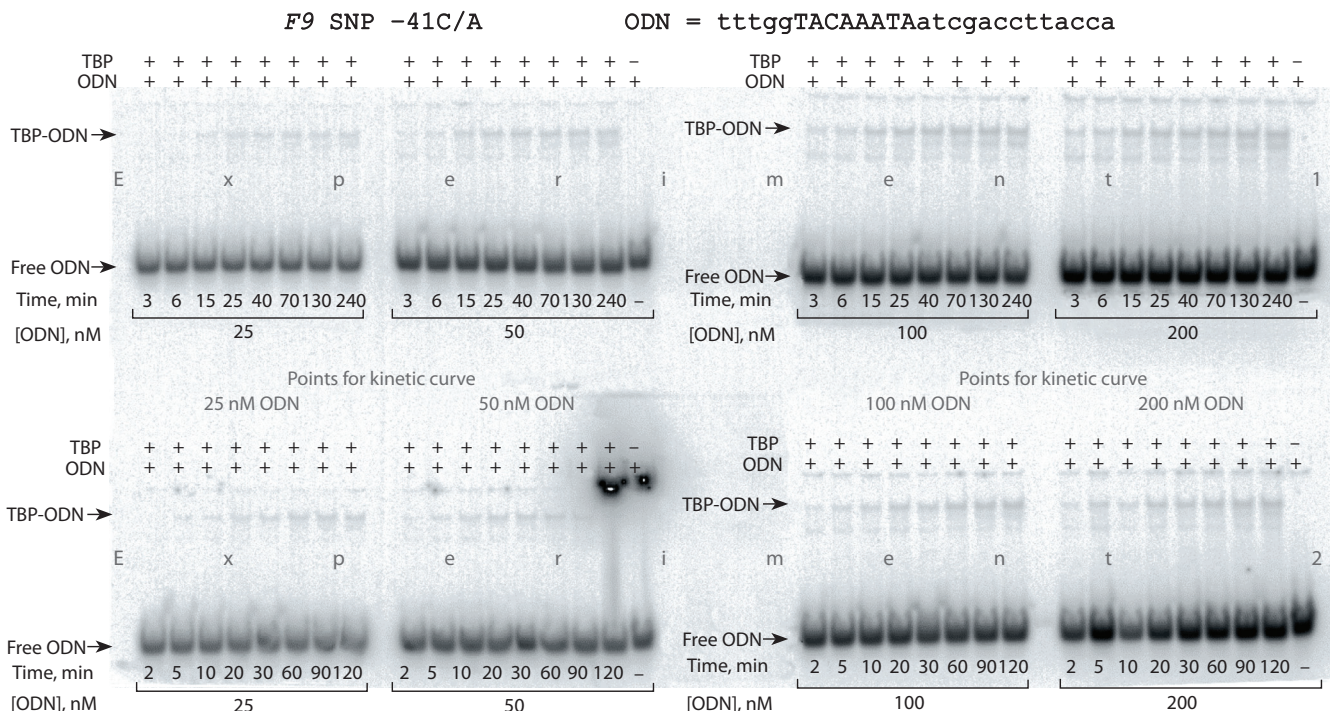 F9 SNP –41C/A ODN = tttggTACAAATAatcgaccttacca
TBP + + + + + + + + + + + + + + + + –
ODN + + + + + + + + + + + + + + + + +
TBP + + + + + + + + + + + + + + + + –
ODN + + + + + + + + + + + + + + + + +
TBP-ODN
TBP-ODN
E x p e r i m e n t 1
Free ODN
Free ODN
Time, min 3 6 15 25 40 70 130 240 3 6 15 25 40 70 130 240 –
Time, min 3 6 15 25 40 70 130 240 3 6 15 25 40 70 130 240 –
[ODN], nM 25 50
[ODN], nM 100 200
Points for kinetic curve
Points for kinetic curve
25 nM ODN 50 nM ODN 100 nM ODN 200 nM ODN
TBP + + + + + + + + + + + + + + + + –
ODN + + + + + + + + + + + + + + + + +
TBP + + + + + + + + + + + + + + + + –
ODN + + + + + + + + + + + + + + + + +
TBP-ODN
TBP-ODN
E x p e r i m e n t 2
Free ODN
Free ODN
Time, min 2 5 10 20 30 60 90 120 2 5 10 20 30 60 90 120 –
Time, min 2 5 10 20 30 60 90 120 2 5 10 20 30 60 90 120 –
[ODN], nM 25 50
[ODN], nM 100 200